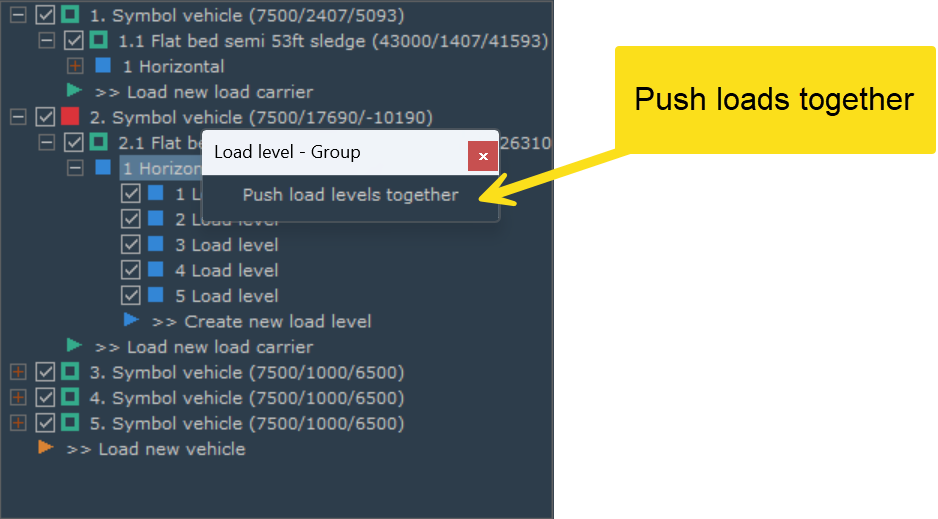 1. Symbol vehicle (7500/2407/5093)
1.1 Flat bed semi 53ft sledge (43000/1407/41593)
1 Horizontal
>> Load new load carrier
2. Symbol vehicle (7500/17690/-10190)
2.1 Flat be
26310
Load level - Group
x
1 Horizon
Push load levels together
1 L
2 Load level
3 Load level
4 Load level
5 Load level
>> Create new load level
>> Load new load carrier
3. Symbol vehicle (7500/1000/6500)
4. Symbol vehicle (7500/1000/6500)
5. Symbol vehicle (7500/1000/6500)
>> Load new vehicle
Push loads together